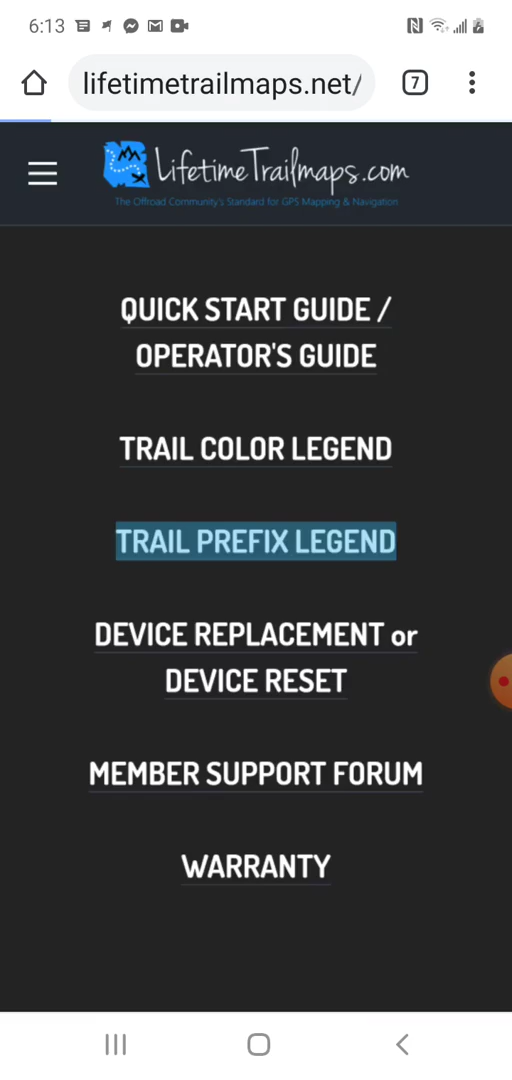 6:13
lifetimetrailmaps.net/
7
LifetimeTrailmaps.com
The Offroad Community's Standard for GPS Mapping & Navigation
QUICK START GUIDE /
OPERATOR'S GUIDE
TRAIL COLOR LEGEND
TRAIL PREFIX LEGEND
DEVICE REPLACEMENT or
DEVICE RESET
MEMBER SUPPORT FORUM
WARRANTY